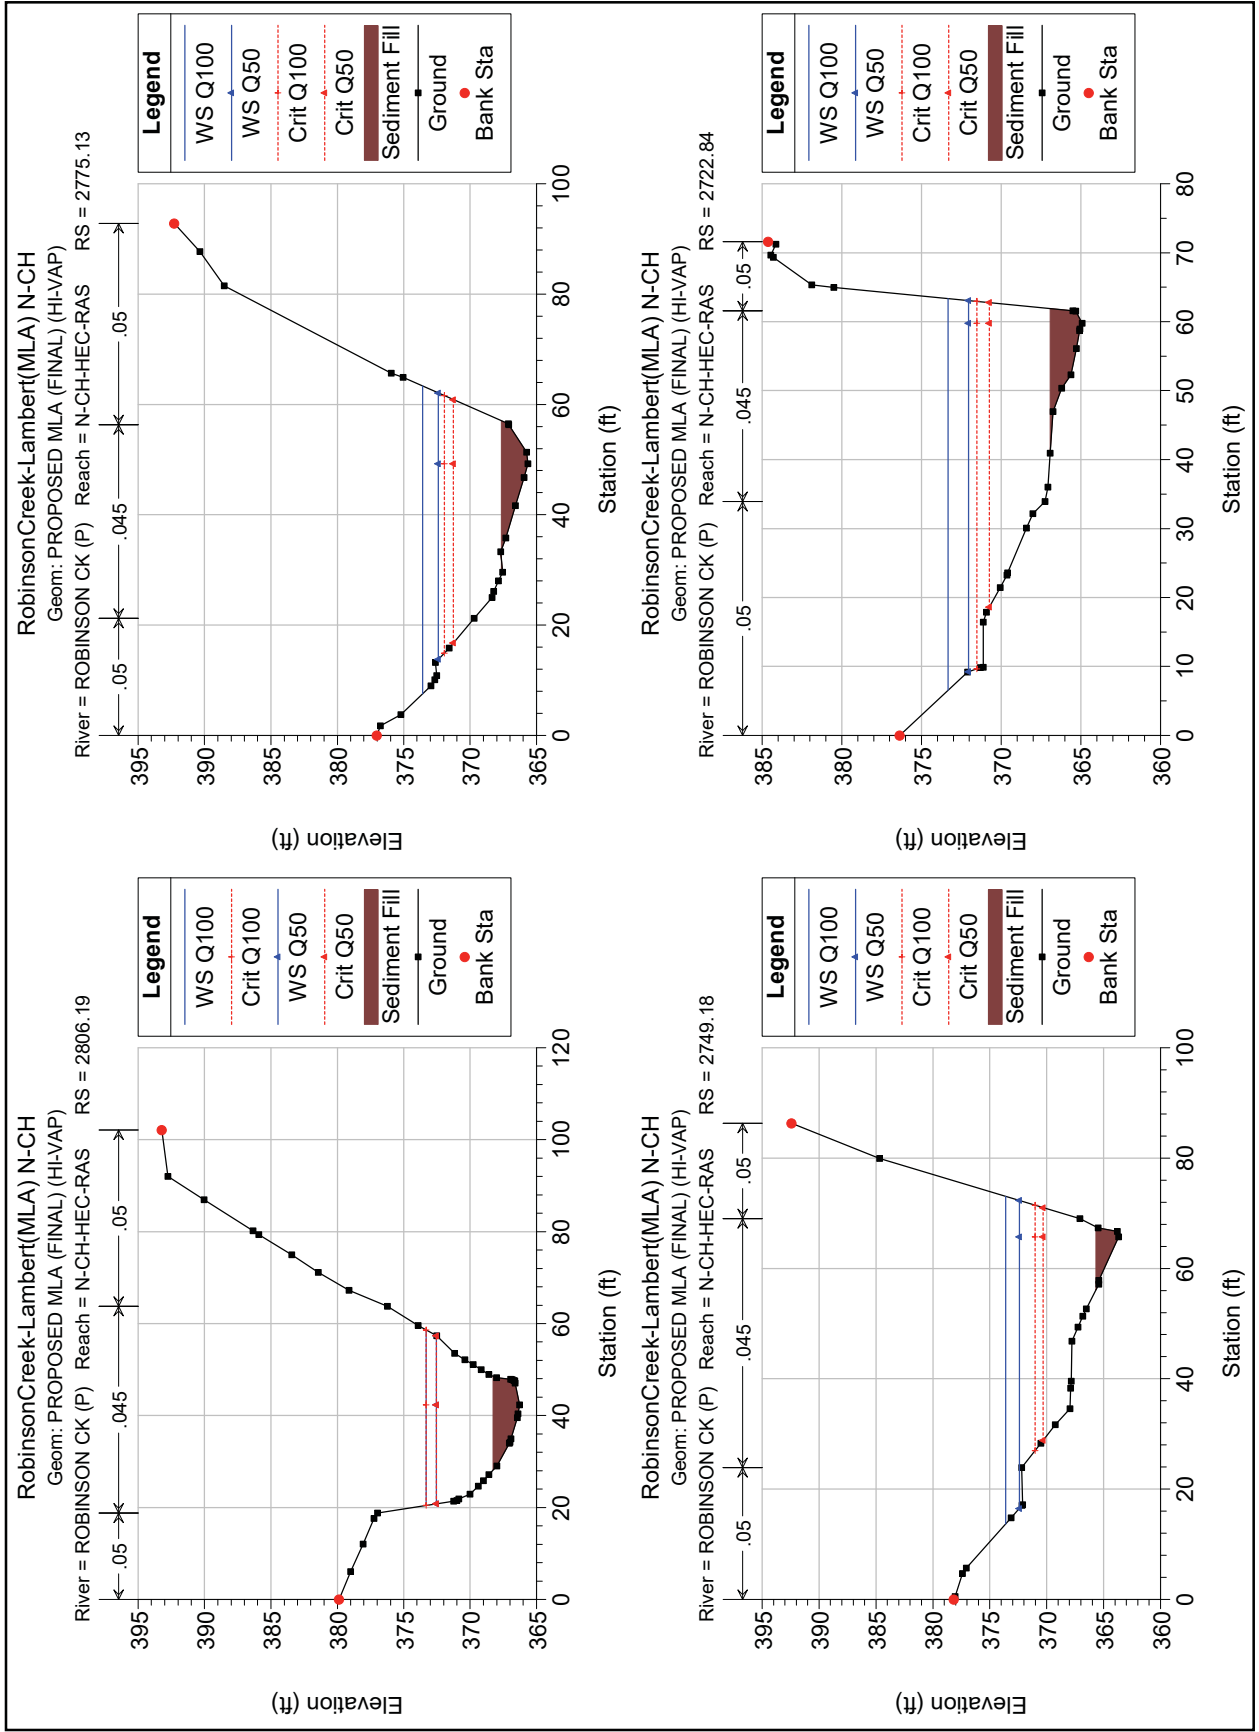 RobinsonCreek-Lambert(MLA) N-CH
Geom: PROPOSED MLA (FINAL) (HI-VAP)
River = ROBINSON CK (P) Reach = N-CH-HEC-RAS RS = 2806.19
.05
.045
.05
395
390
385
380
375
370
365
Elevation (ft)
0
20
40
60
80
100
120
Station (ft)
Legend
WS Q100
Crit Q100
WS Q50
Crit Q50
Sediment Fill
Ground
Bank Sta
RobinsonCreek-Lambert(MLA) N-CH
Geom: PROPOSED MLA (FINAL) (HI-VAP)
River = ROBINSON CK (P) Reach = N-CH-HEC-RAS RS = 2775.13
.05
.045
.05
395
390
385
380
375
370
365
Elevation (ft)
0
20
40
60
80
100
Station (ft)
Legend
WS Q100
WS Q50
Crit Q100
Crit Q50
Sediment Fill
Ground
Bank Sta
RobinsonCreek-Lambert(MLA) N-CH
Geom: PROPOSED MLA (FINAL) (HI-VAP)
River = ROBINSON CK (P) Reach = N-CH-HEC-RAS RS = 2749.18
.05
.045
.05
395
390
385
380
375
370
365
360
Elevation (ft)
0
20
40
60
80
100
Station (ft)
Legend
WS Q100
WS Q50
Crit Q100
Crit Q50
Sediment Fill
Ground
Bank Sta
RobinsonCreek-Lambert(MLA) N-CH
Geom: PROPOSED MLA (FINAL) (HI-VAP)
River = ROBINSON CK (P) Reach = N-CH-HEC-RAS RS = 2722.84
.05
.045
.05
385
380
375
370
365
360
Elevation (ft)
0
10
20
30
40
50
60
70
80
Station (ft)
Legend
WS Q100
WS Q50
Crit Q100
Crit Q50
Sediment Fill
Ground
Bank Sta